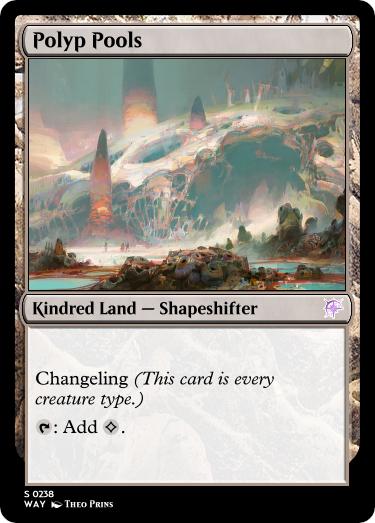 Polyp Pools
Kindred Land — Shapeshifter
Changeling (This card is every
creature type.)
: Add .
S 0238
WAY Theo Prins